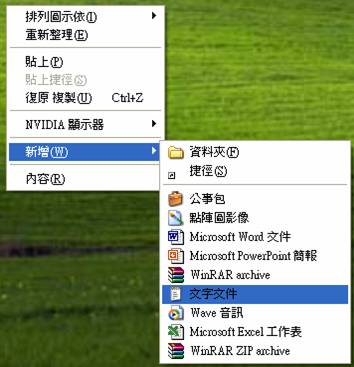 排列圖示依(I)
重新整理(E)
貼上(P)
貼上捷徑(S)
復原 複製(U) Ctrl+Z
NVIDIA 顯示器
新增(W)
內容(R)
資料夾(F)
捷徑(S)
公事包
點陣圖影像
Microsoft Word 文件
Microsoft PowerPoint 簡報
WinRAR archive
文字文件
Wave 音訊
Microsoft Excel 工作表
WinRAR ZIP archive